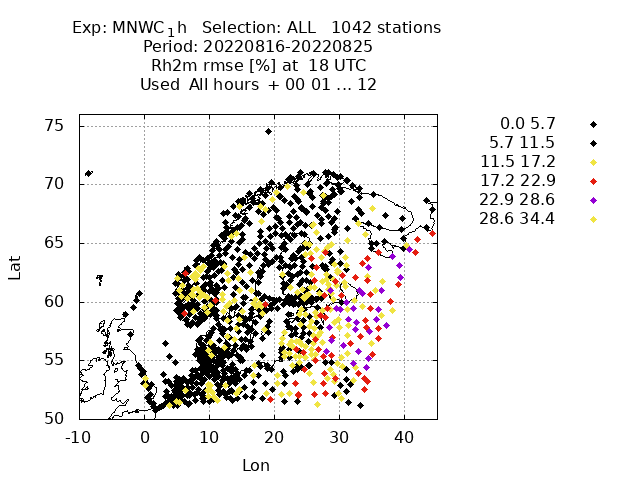 Exp: MNWC_1h Selection: ALL 1042 stations
Period: 20220816-20220825
Rh2m rmse [%] at 18 UTC
Used All hours + 00 01 ... 12
75
70
65
60
55
50
-10 0 10 20 30 40
Lat
Lon
0.0 5.7
5.7 11.5
11.5 17.2
17.2 22.9
22.9 28.6
28.6 34.4